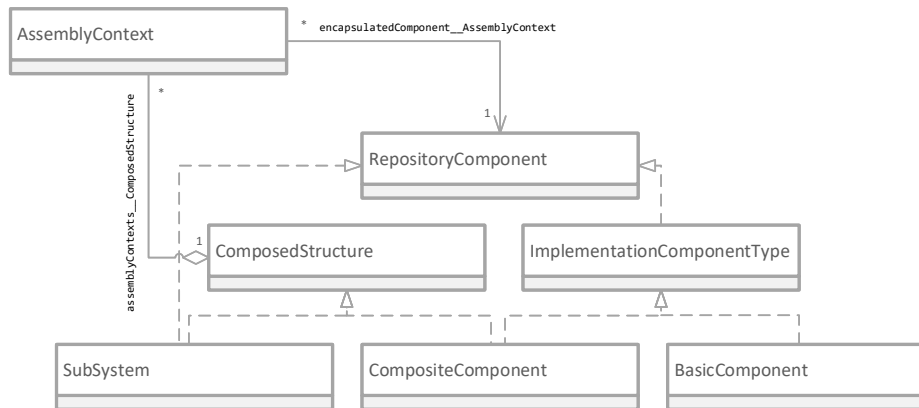 AssemblyContext
* encapsulatedComponent__AssemblyContext
*
1
assemblyContexts__ComposedStructure
RepositoryComponent
1
ComposedStructure
ImplementationComponentType
SubSystem
CompositeComponent
BasicComponent